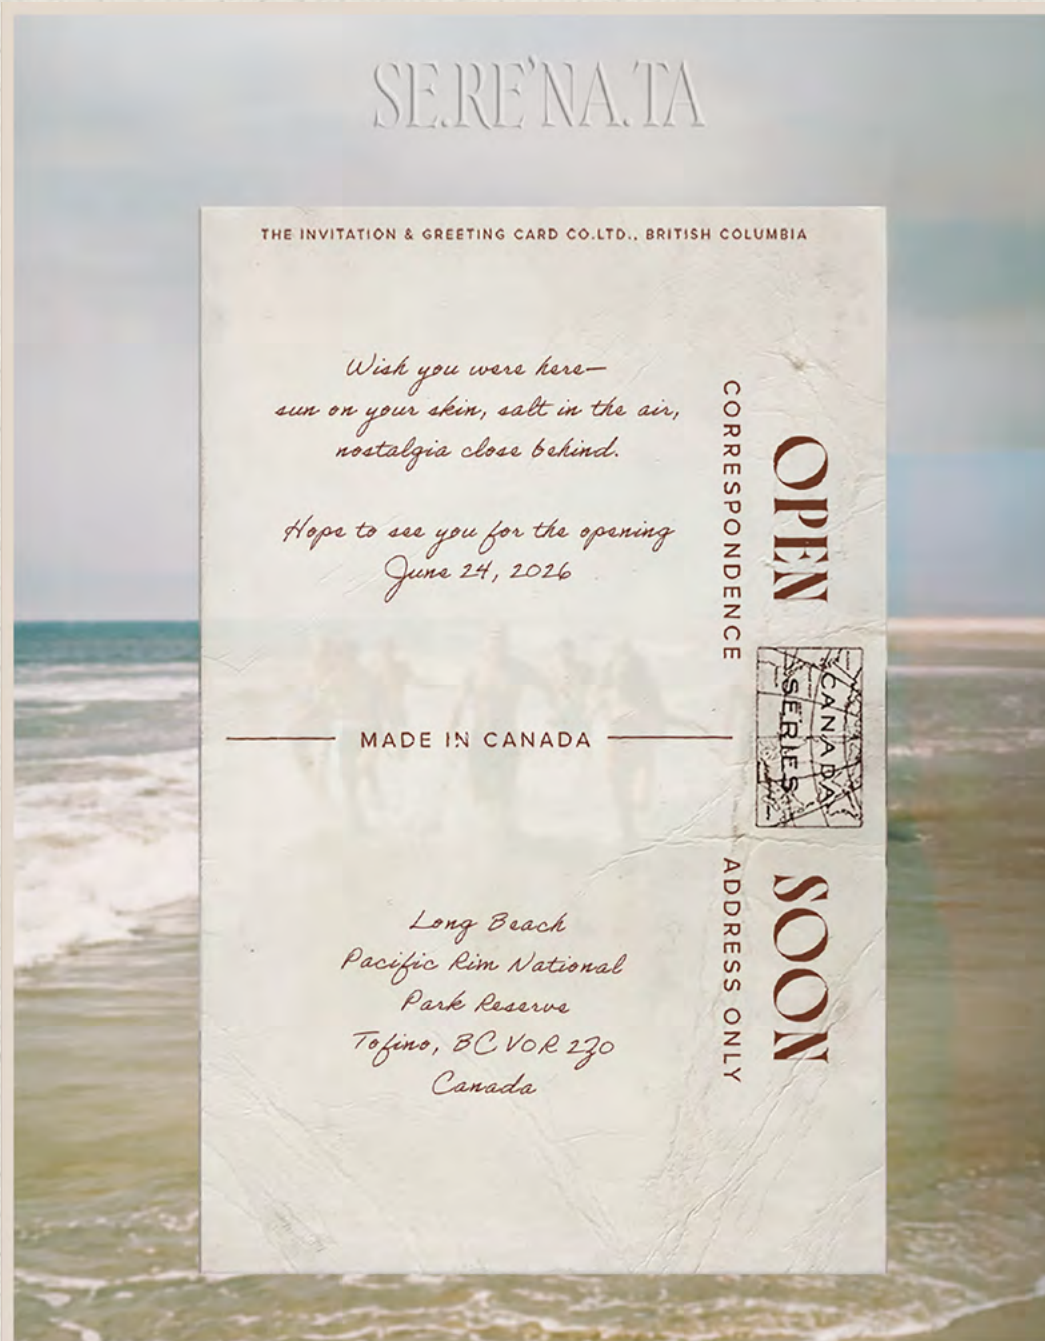 SE.RE'NA.TA
THE INVITATION & GREETING CARD CO.LTD., BRITISH COLUMBIA
Wish you were here—
sun on your skin, salt in the air,
nostalgia close behind.
Hope to see you for the opening
June 24, 2026
CORRESPONDENCE
OPEN
CANADA
SERIES
MADE IN CANADA
Long Beach
Pacific Rim National
Park Reserve
Tofino, BC V0R 2Z0
Canada
ADDRESS ONLY
SOON